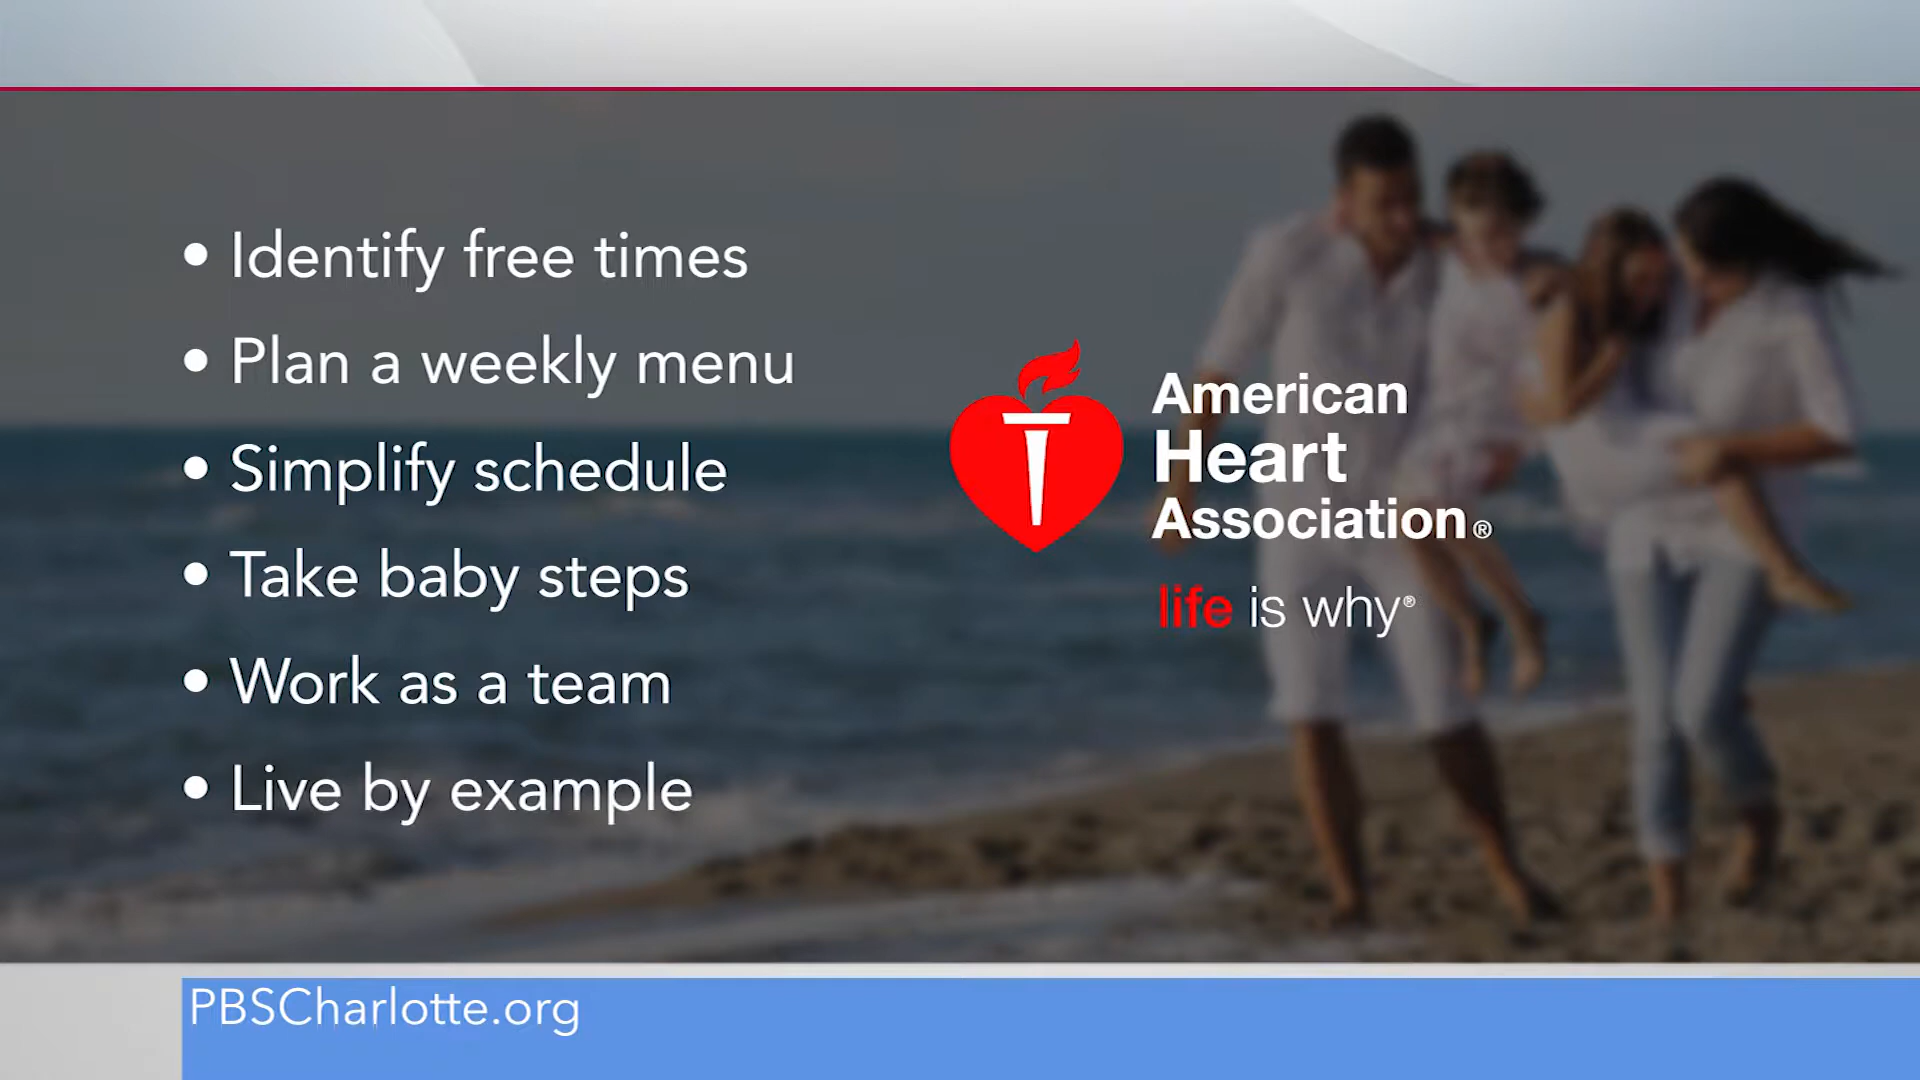 • Identify free times
• Plan a weekly menu
• Simplify schedule
• Take baby steps
• Work as a team
• Live by example
American
Heart
Association®
life is why®
PBSCharlotte.org